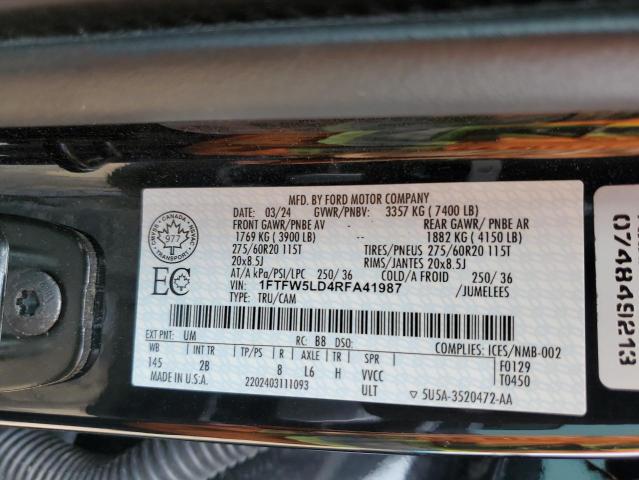 MFD. BY FORD MOTOR COMPANY
DATE: 03/24 GVWR/PNBV: 3357 KG ( 7400 LB)
FRONT GAWR/PNBE AV REAR GAWR/ PNBE AR
1769 KG ( 3900 LB) 1882 KG ( 4150 LB)
275/60R20 115T TIRES/PNEUS 275/60R20 115T
20x8.5J RIMS/JANTES 20x8.5J
AT/A kPa/PSI/LPC 250/ 36 COLD/A FROID 250/ 36
VIN: 1FTFW5LD4RFA41987 /JUMELEES
TYPE: TRU/CAM
CANADA
TRANSPORT
977
EC
EXT PNT: UM RC: B8 DSO: COMPLIES: ICES/NMB-002
WB INT TR TP/PS R AXLE TR SPR F0129
145 2B 8 L6 H VVCC T0450
MADE IN U.S.A. 2202403111093 ULT 5U5A-3520472-AA
0748491213